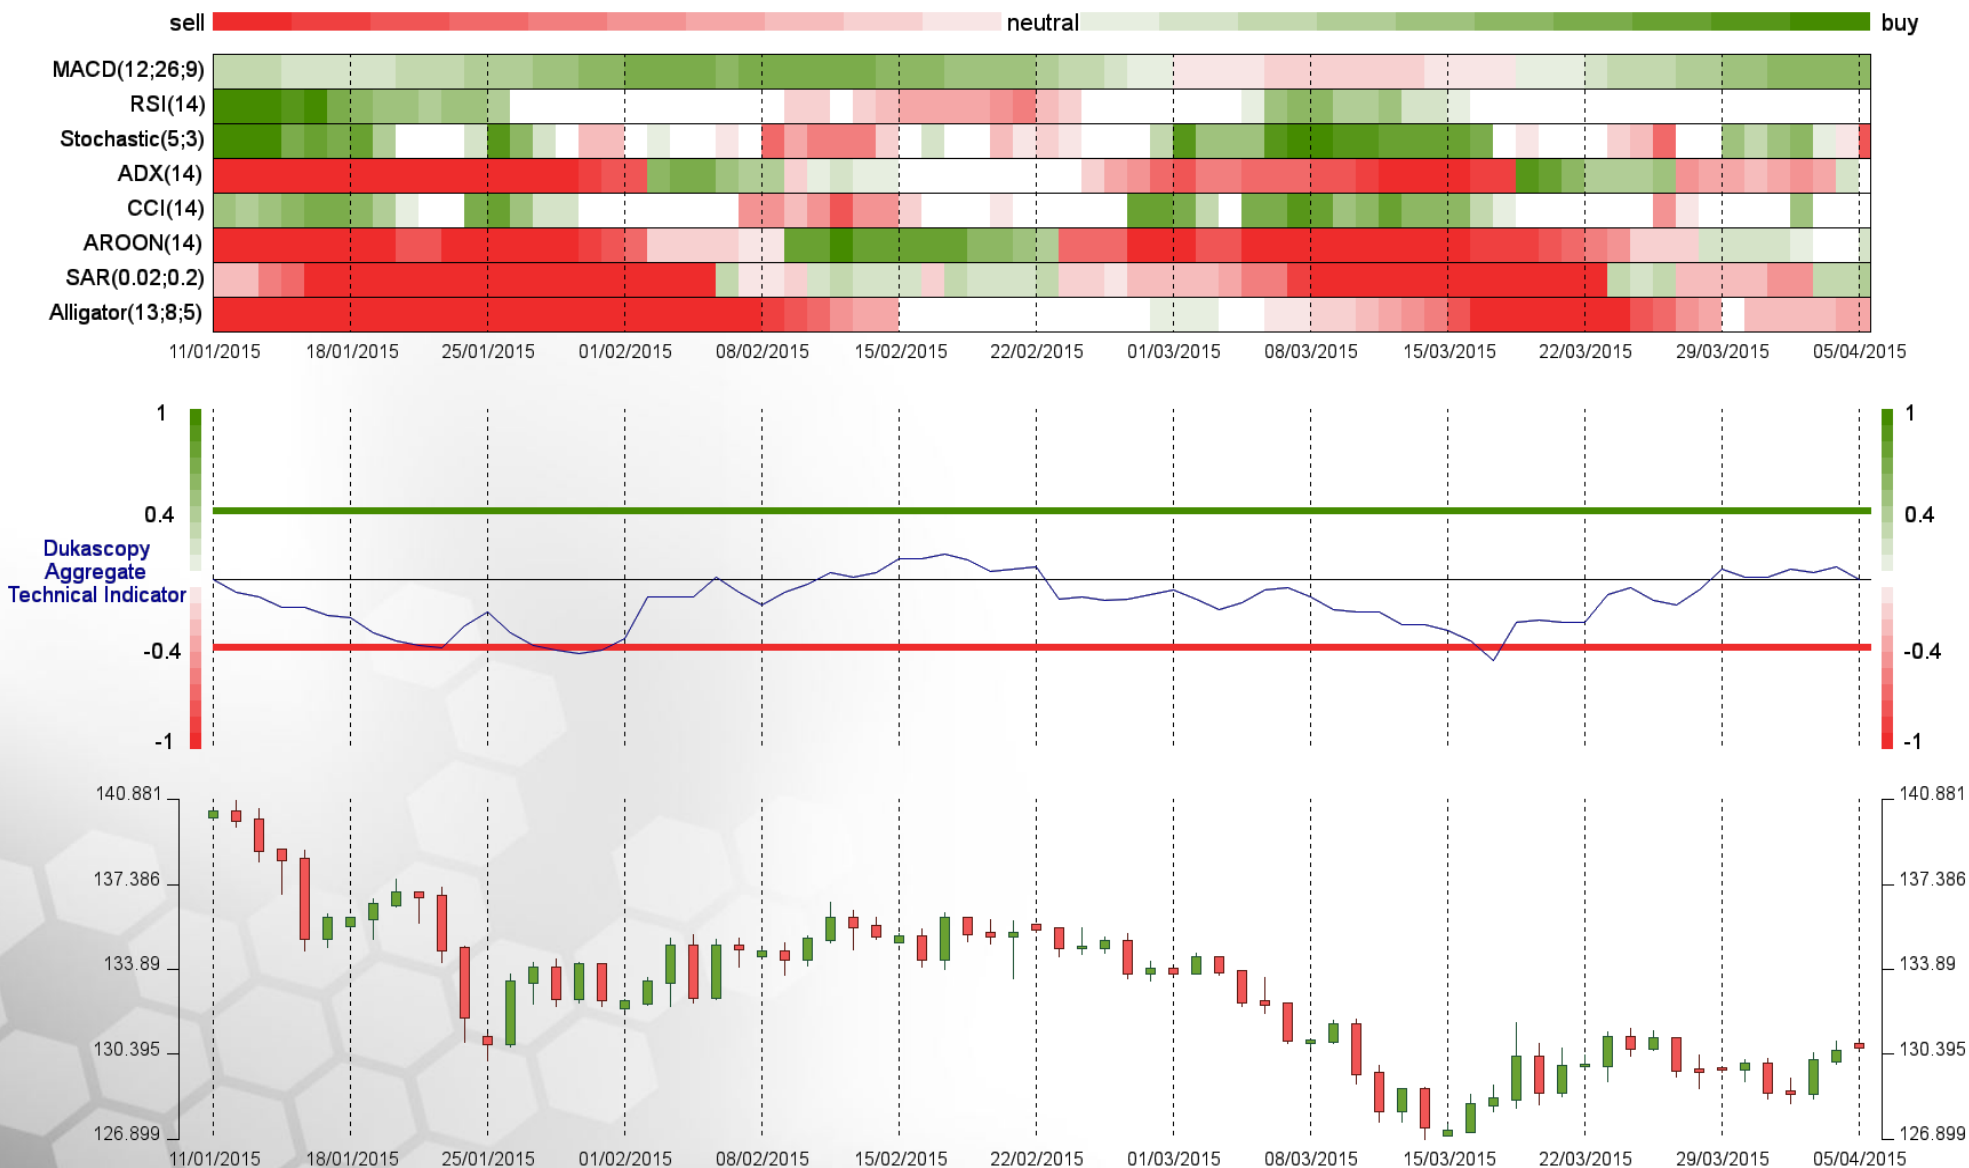 sell neutral buy
MACD(12;26;9)
RSI(14)
Stochastic(5;3)
ADX(14)
CCI(14)
AROON(14)
SAR(0.02;0.2)
Alligator(13;8;5)
11/01/2015 18/01/2015 25/01/2015 01/02/2015 08/02/2015 15/02/2015 22/02/2015 01/03/2015 08/03/2015 15/03/2015 22/03/2015 29/03/2015 05/04/2015
1 1
0.4 0.4
Dukascopy
Aggregate
Technical Indicator
-0.4 -0.4
-1 -1
140.881 140.881
137.386 137.386
133.89 133.89
130.395 130.395
126.899 126.899
11/01/2015 18/01/2015 25/01/2015 01/02/2015 08/02/2015 15/02/2015 22/02/2015 01/03/2015 08/03/2015 15/03/2015 22/03/2015 29/03/2015 05/04/2015